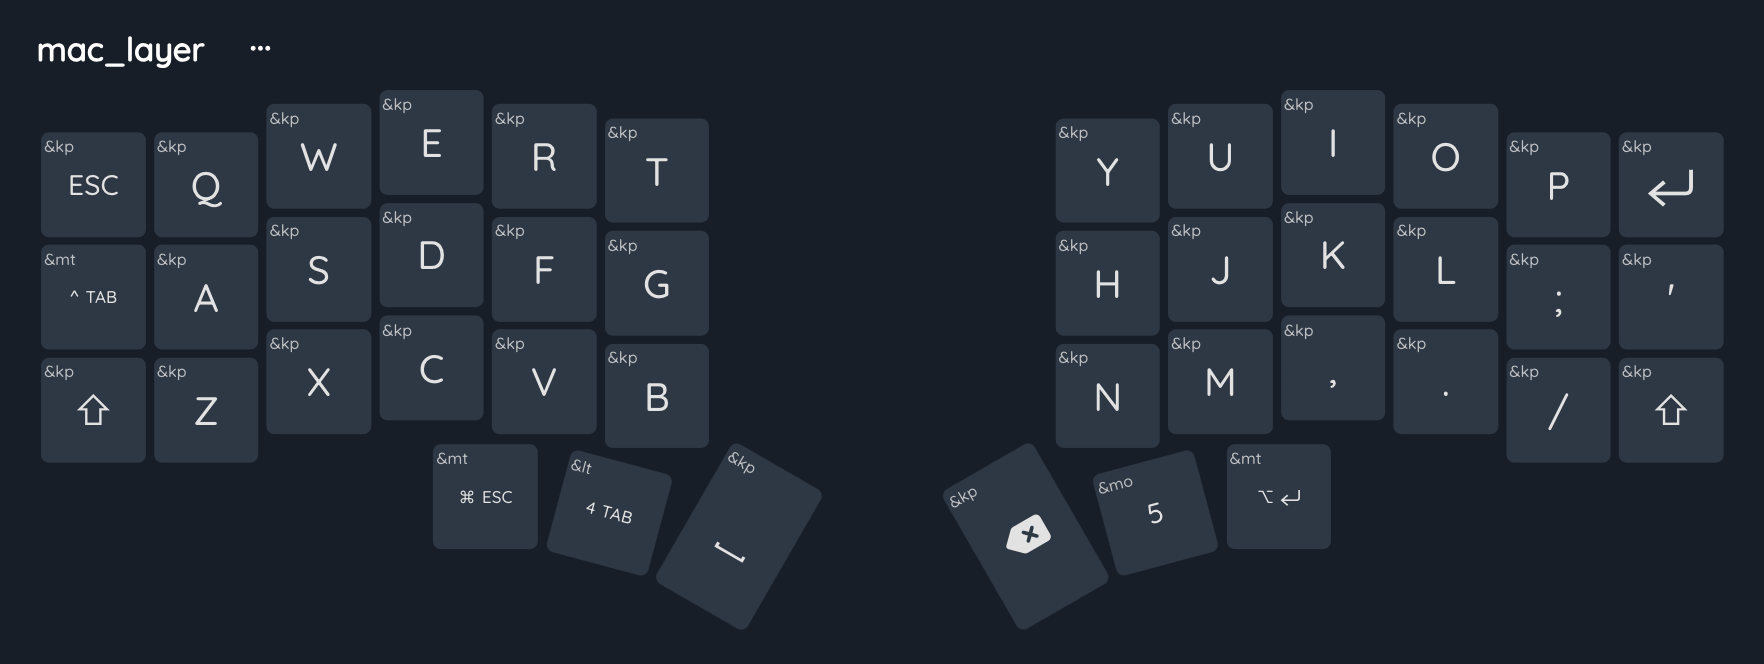 mac_layer ...
&kp ESC &kp Q &kp W &kp E &kp R &kp T &kp Y &kp U &kp I &kp O &kp P &kp
&mt ^ TAB &kp A &kp S &kp D &kp F &kp G &kp H &kp J &kp K &kp L &kp ; &kp '
&kp &kp Z &kp X &kp C &kp V &kp B &kp N &kp M &kp , &kp . &kp / &kp
&mt ⌘ ESC &lt 4 TAB &kp &kp &mo 5 &mt ⌥